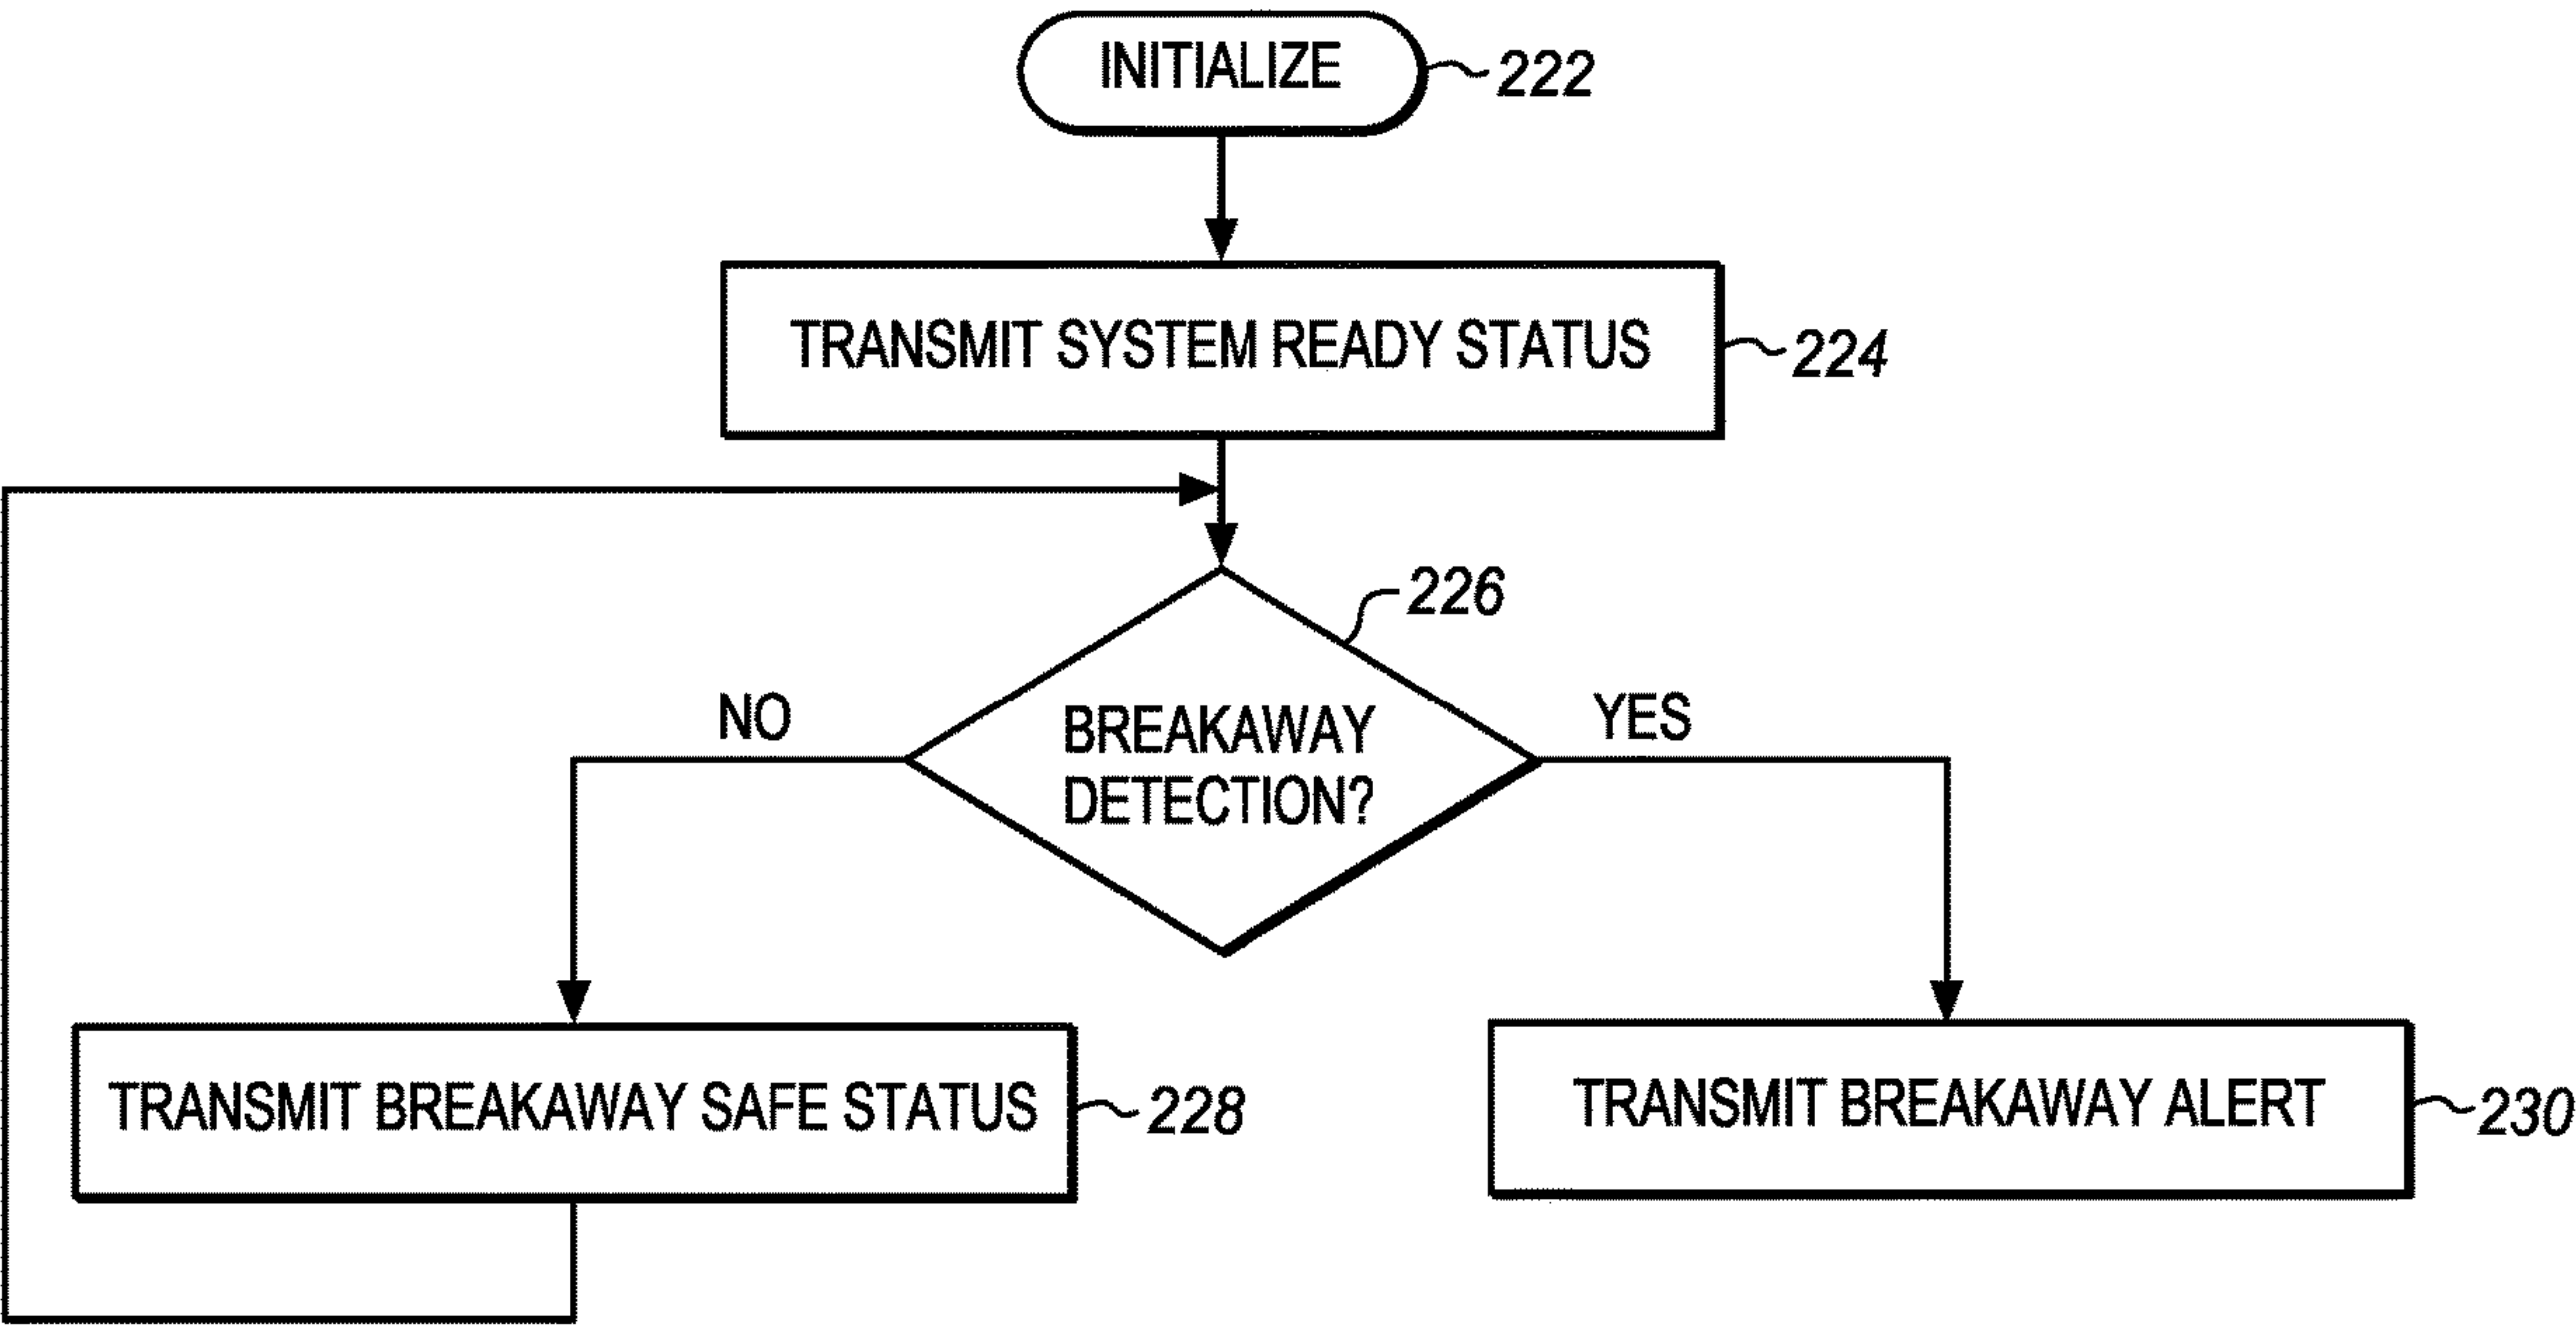 INITIALIZE
222
TRANSMIT SYSTEM READY STATUS
224
226
NO
YES
BREAKAWAY
DETECTION?
TRANSMIT BREAKAWAY SAFE STATUS
228
TRANSMIT BREAKAWAY ALERT
230